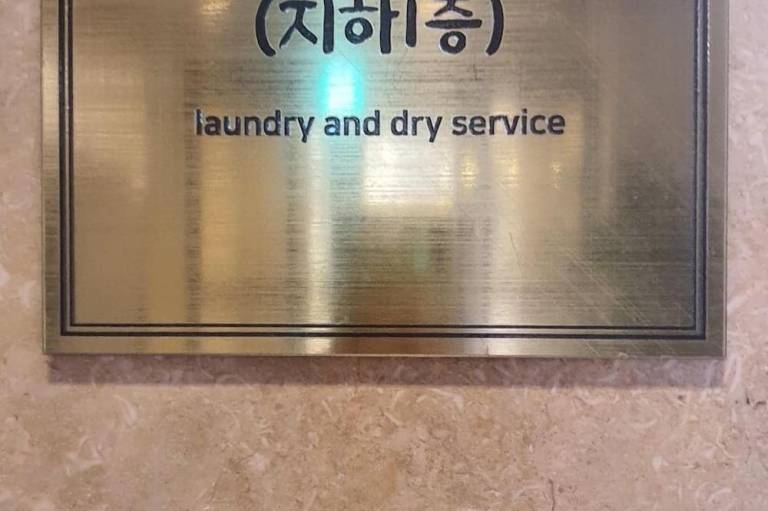 (지하1층)
laundry and dry service